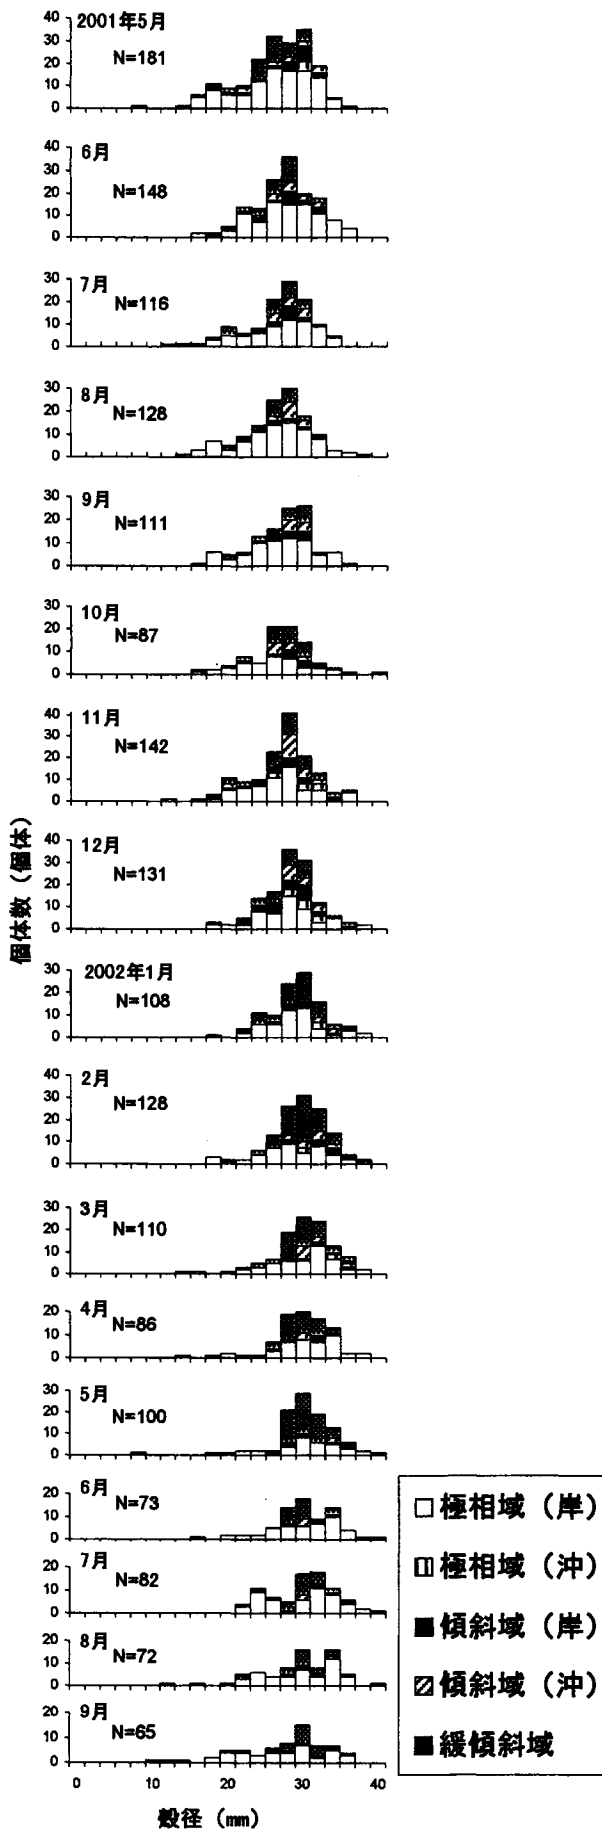 2001年5月
N=181
40
30
20
10
0
6月
N=148
40
30
20
10
0
7月
N=116
30
20
10
0
8月
N=128
30
20
10
0
9月
N=111
30
20
10
0
10月
N=87
30
20
10
0
11月
N=142
40
30
20
10
0
12月
N=131
40
30
20
10
0
2002年1月
N=108
30
20
10
0
2月
N=128
40
30
20
10
0
3月
N=110
30
20
10
0
4月
N=86
20
10
0
5月
N=100
30
20
10
0
6月
N=73
20
10
0
7月
N=82
20
10
0
8月
N=72
20
10
0
9月
N=65
20
10
0
0 10 20 30 40
殻径（mm）
個体数（個体）
極相域（岸）
極相域（沖）
傾斜域（岸）
傾斜域（沖）
緩傾斜域